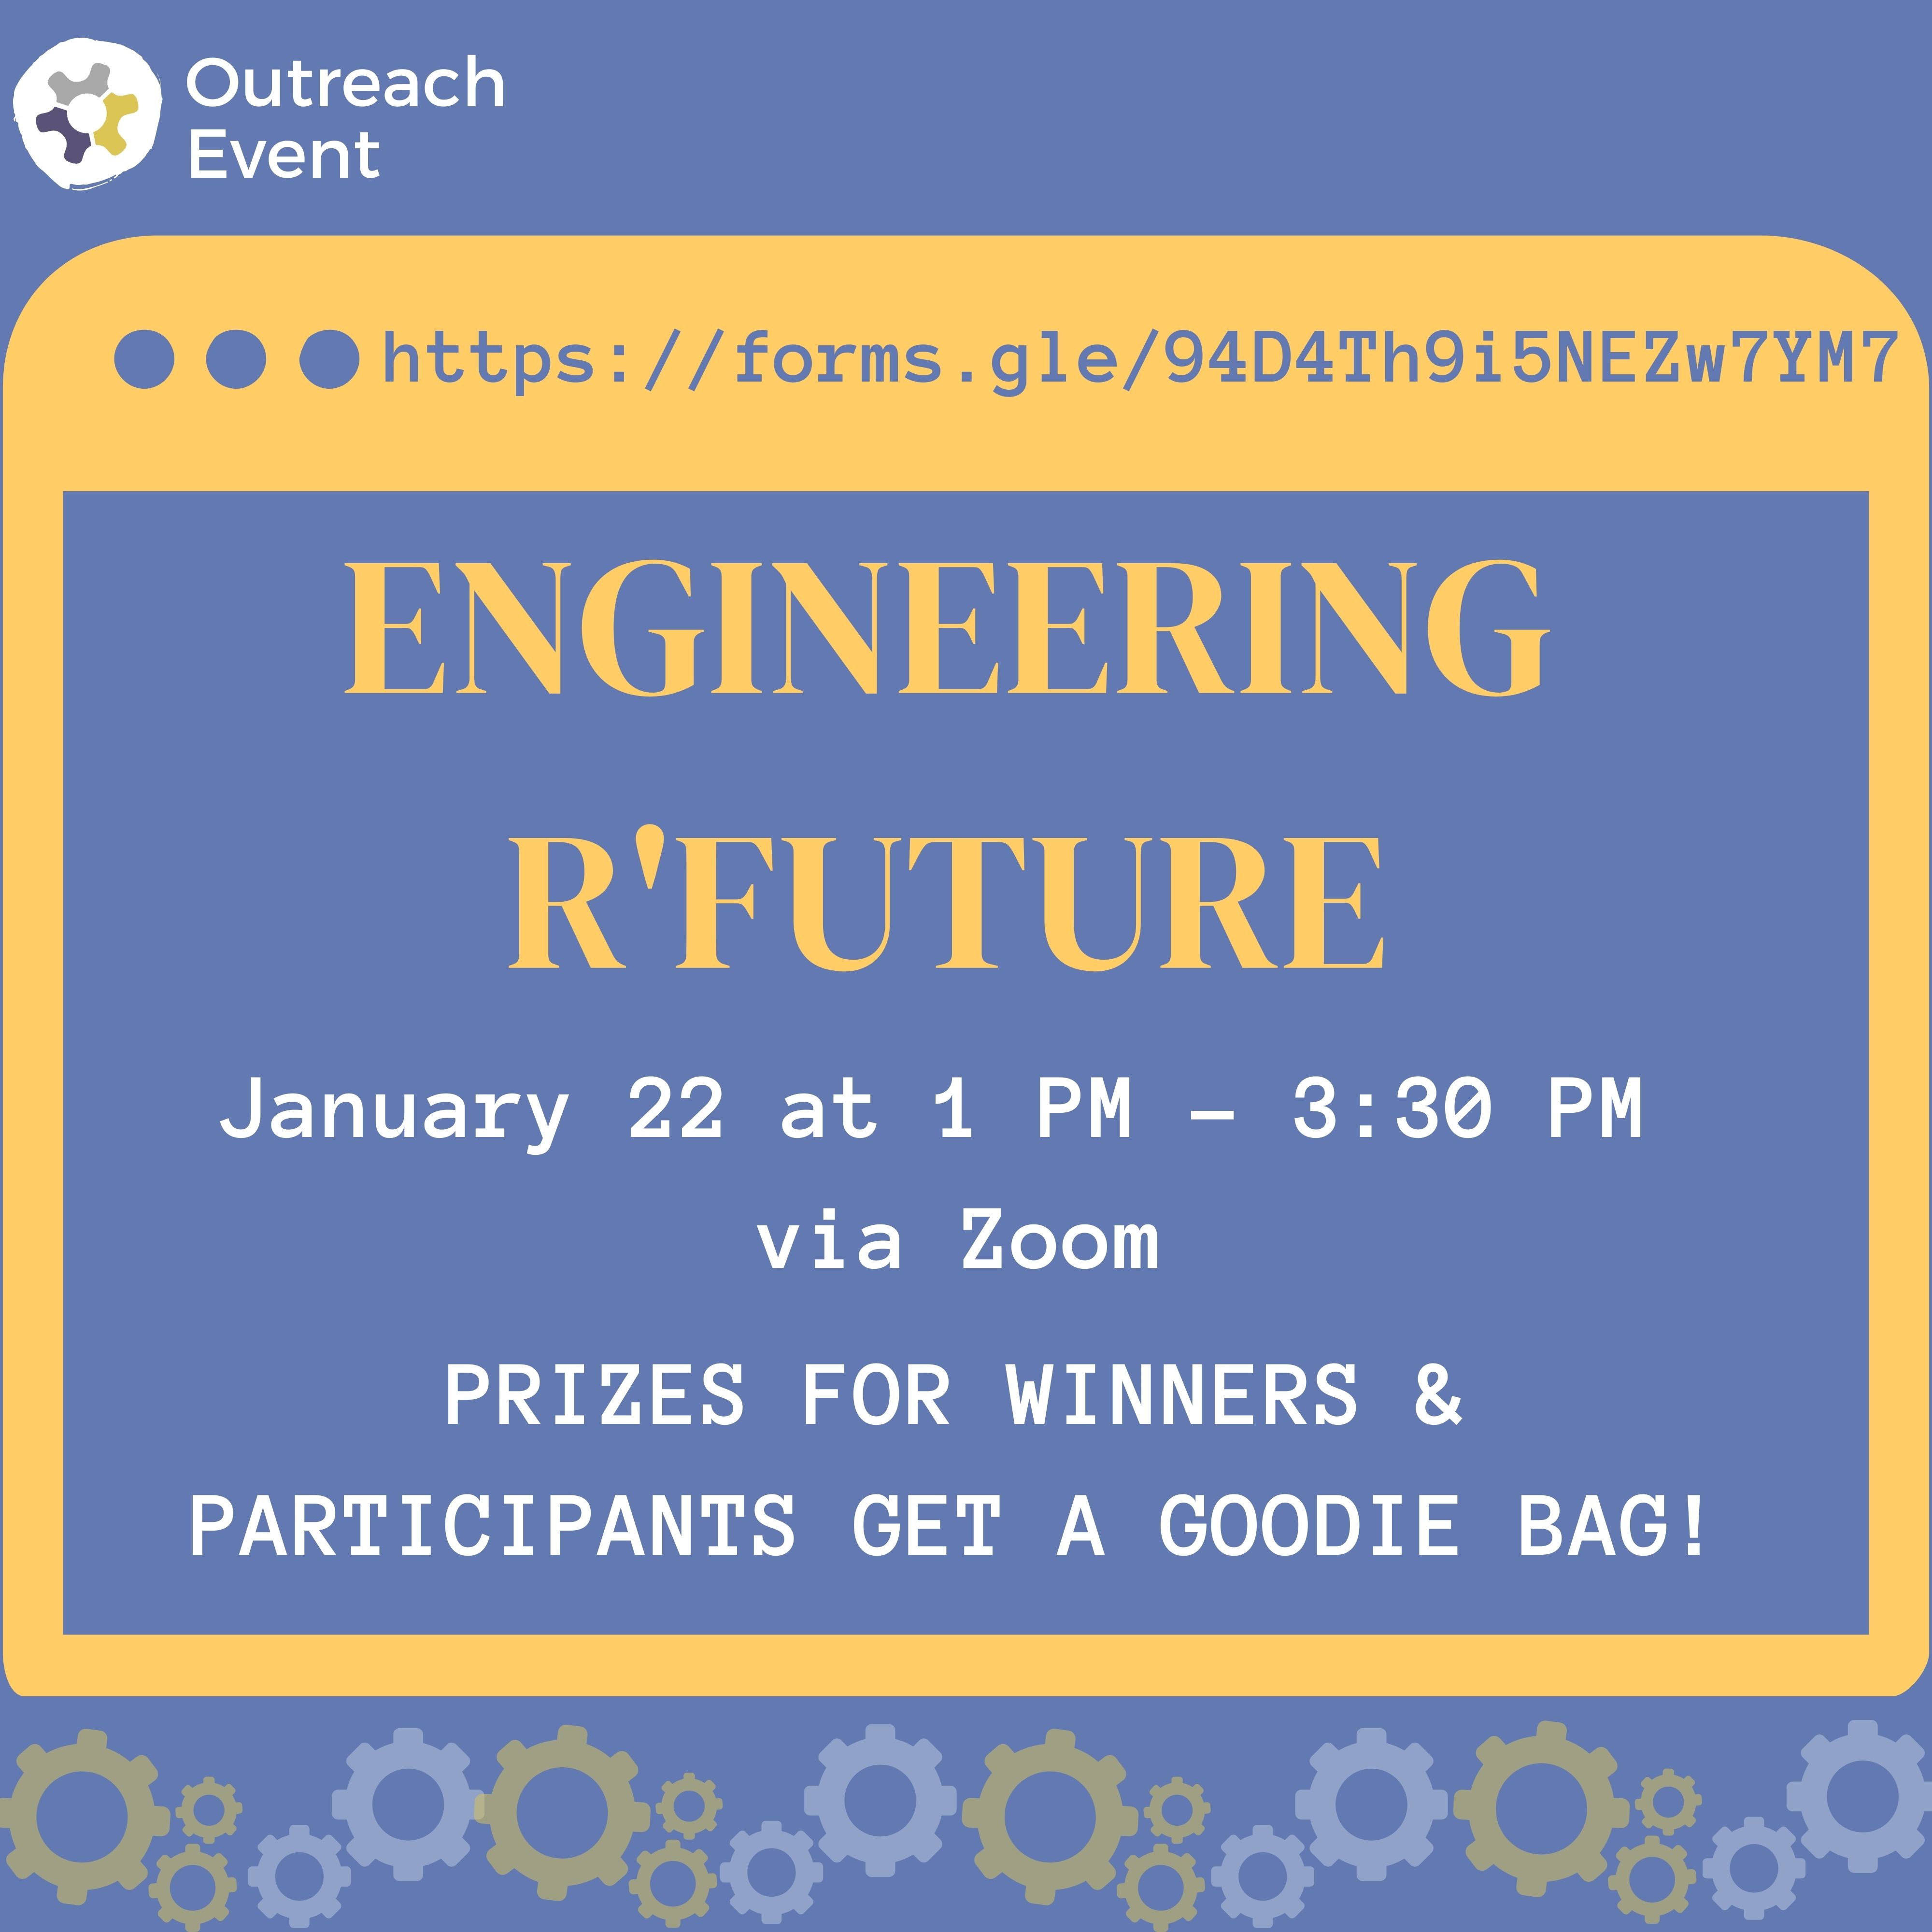 Outreach
Event
https://forms.gle/94D4Th9i5NEZw7YM7
ENGINEERING
R'FUTURE
January 22 at 1 PM – 3:30 PM
via Zoom
PRIZES FOR WINNERS &
PARTICIPANTS GET A GOODIE BAG!